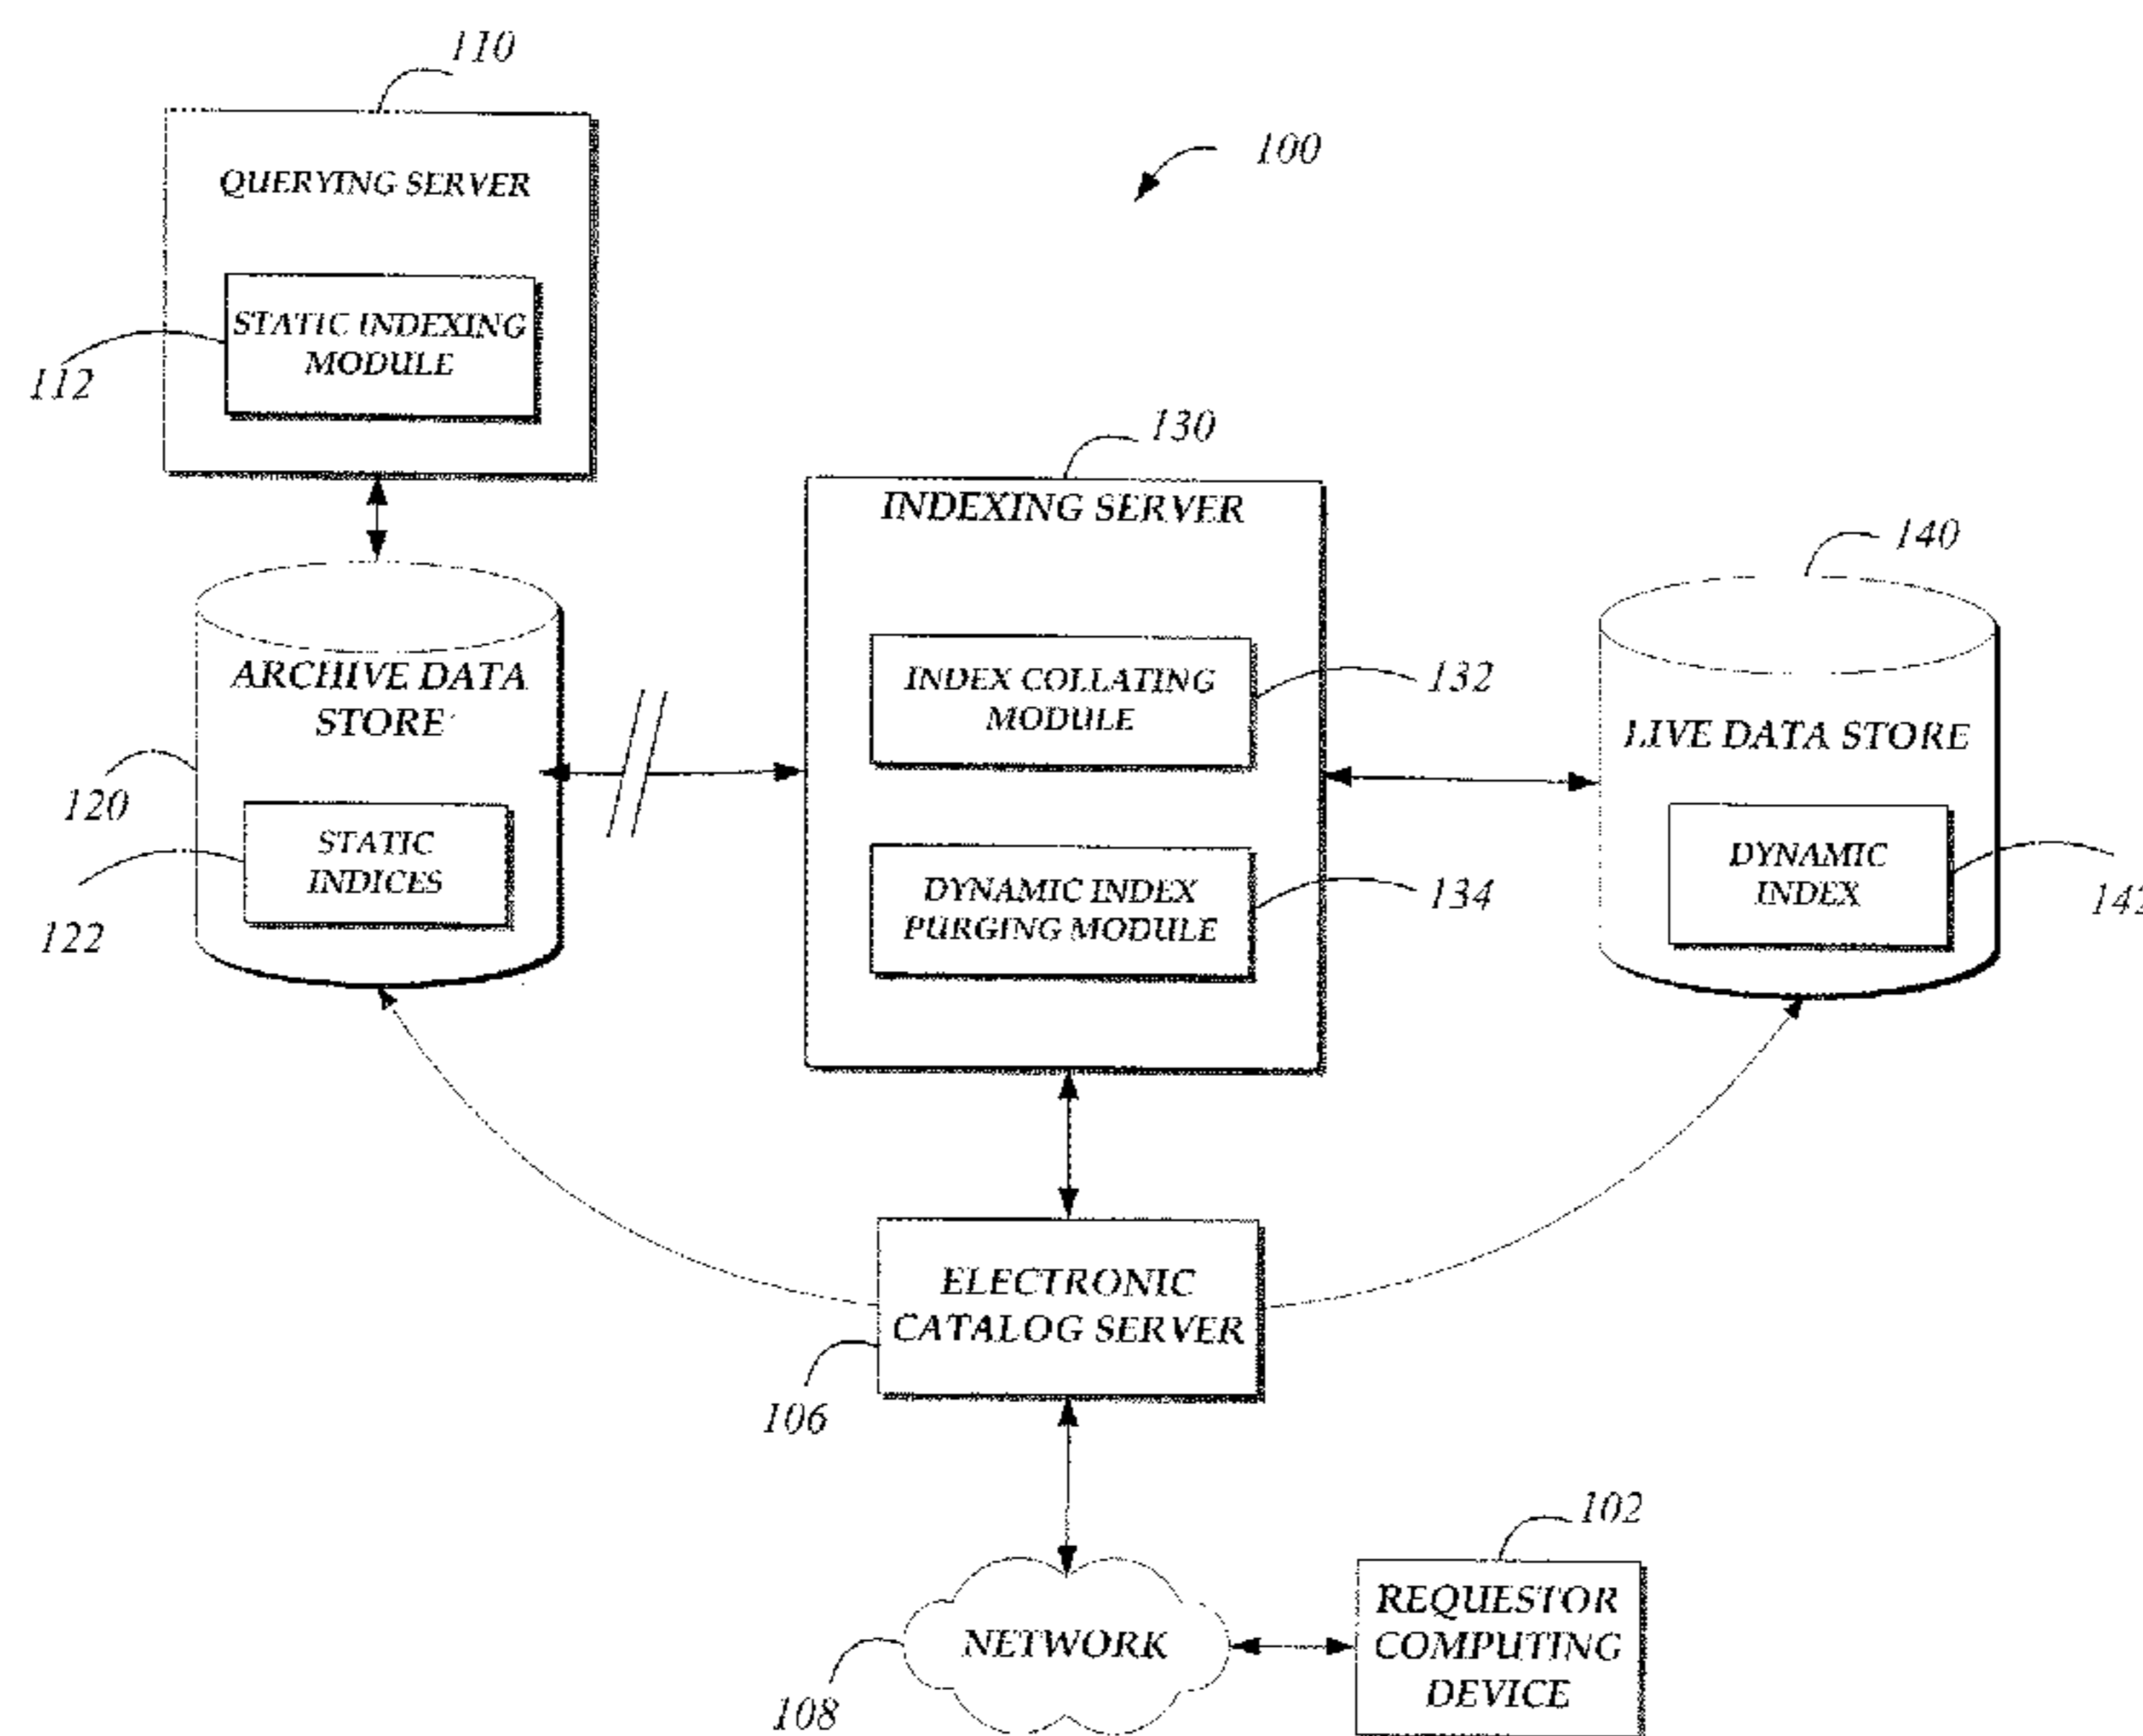 110
100
QUERYING SERVER
STATIC INDEXING
MODULE
112
130
INDEXING SERVER
140
ARCHIVE DATA
STORE
INDEX COLLATING
MODULE
132
LIVE DATA STORE
120
STATIC
INDICES
122
DYNAMIC INDEX
PURGING MODULE
134
DYNAMIC
INDEX
142
ELECTRONIC
CATALOG SERVER
106
102
NETWORK
108
REQUESTOR
COMPUTING
DEVICE